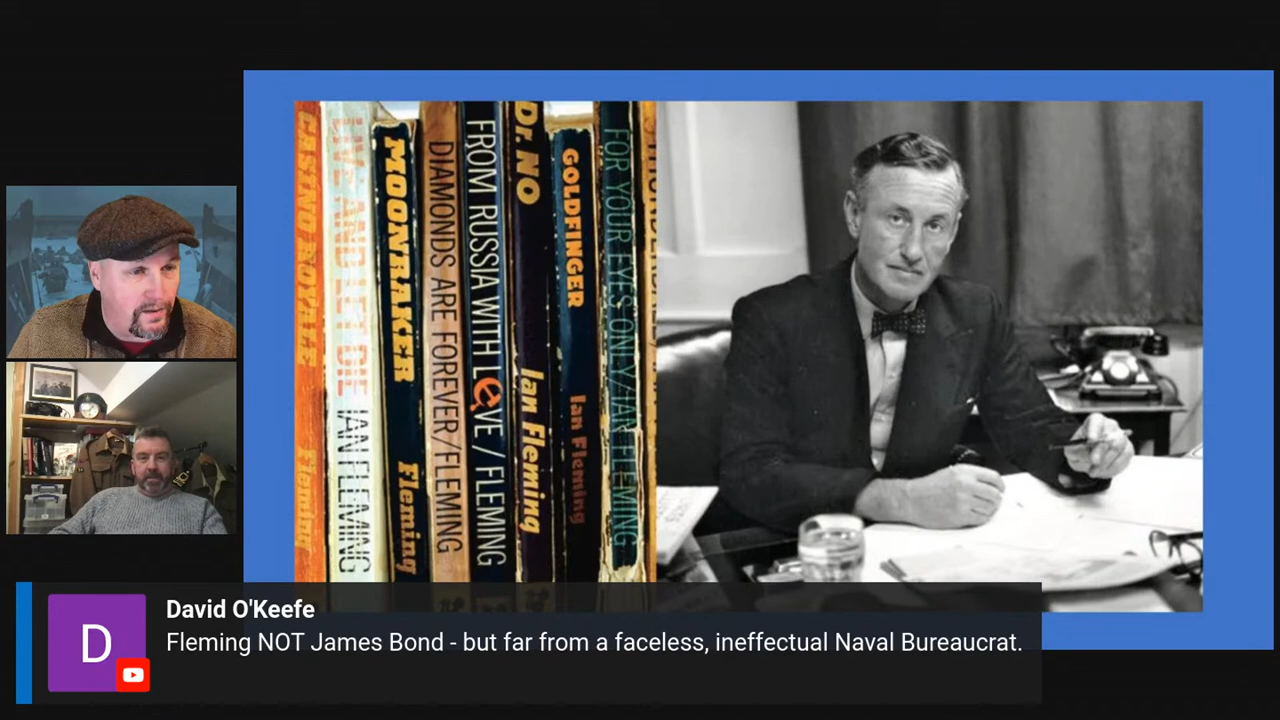 CASINO ROYALE Fleming
LIVE AND LET DIE IAN FLEMING
MOONRAKER Fleming
DIAMONDS ARE FOREVER/FLEMING
FROM RUSSIA WITH LOVE / FLEMING
Dr. NO Ian Fleming
GOLDFINGER Ian Fleming
FOR YOUR EYES ONLY/IAN FLEMING
D
David O'Keefe
Fleming NOT James Bond - but far from a faceless, ineffectual Naval Bureaucrat.